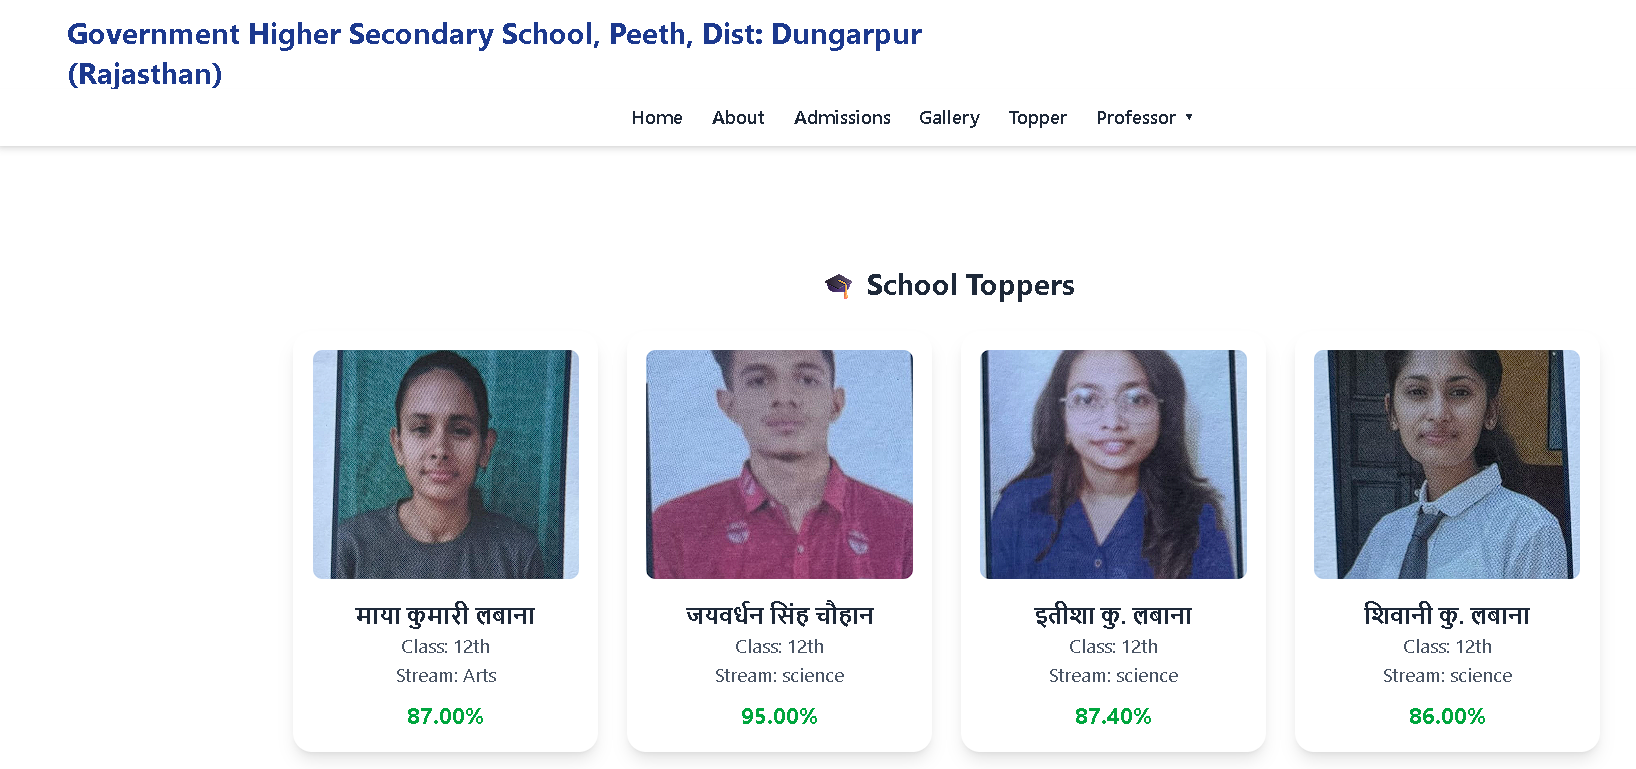 Government Higher Secondary School, Peeth, Dist: Dungarpur
(Rajasthan)
Home About Admissions Gallery Topper Professor ▼
🎓 School Toppers
माया कुमारी लबाना
Class: 12th
Stream: Arts
87.00%
जयवर्धन सिंह चौहान
Class: 12th
Stream: science
95.00%
इतीशा कु. लबाना
Class: 12th
Stream: science
87.40%
शिवानी कु. लबाना
Class: 12th
Stream: science
86.00%